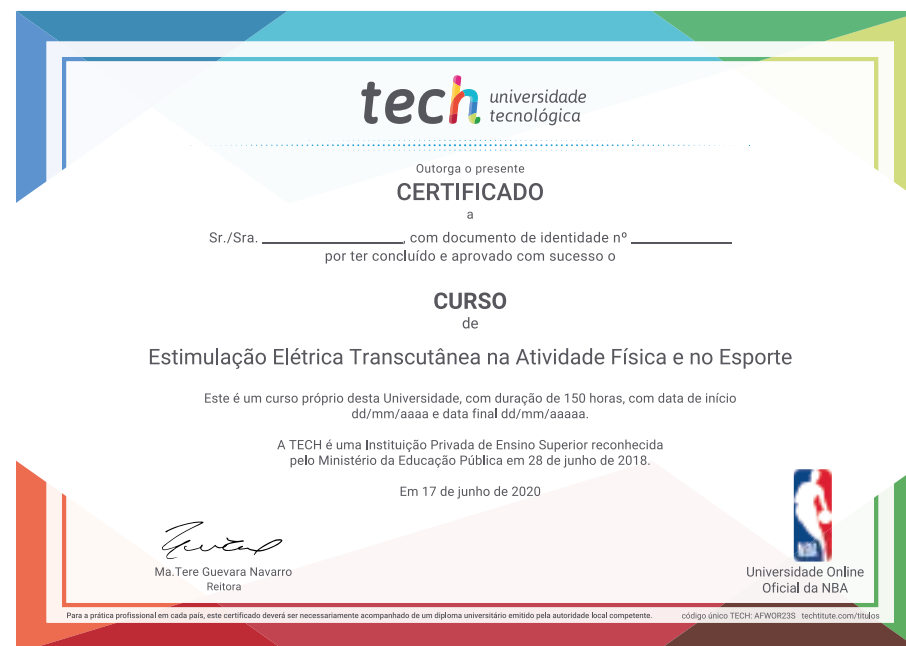 tech universidade
tecnológica
Outorga o presente
CERTIFICADO
a
Sr./Sra. ____________, com documento de identidade nº ____________
por ter concluído e aprovado com sucesso o
CURSO
de
Estimulação Elétrica Transcutânea na Atividade Física e no Esporte
Este é um curso próprio desta Universidade, com duração de 150 horas, com data de início
dd/mm/aaaa e data final dd/mm/aaaaa.
A TECH é uma Instituição Privada de Ensino Superior reconhecida
pelo Ministério da Educação Pública em 28 de junho de 2018.
Em 17 de junho de 2020
Ma.Tere Guevara Navarro
Reitora
NBA
Universidade Online
Oficial da NBA
Para a prática profissional em cada país, este certificado deverá ser necessariamente acompanhado de um diploma universitário emitido pela autoridade local competente.
código único TECH: AFWOR23S techtitute.com/titulos